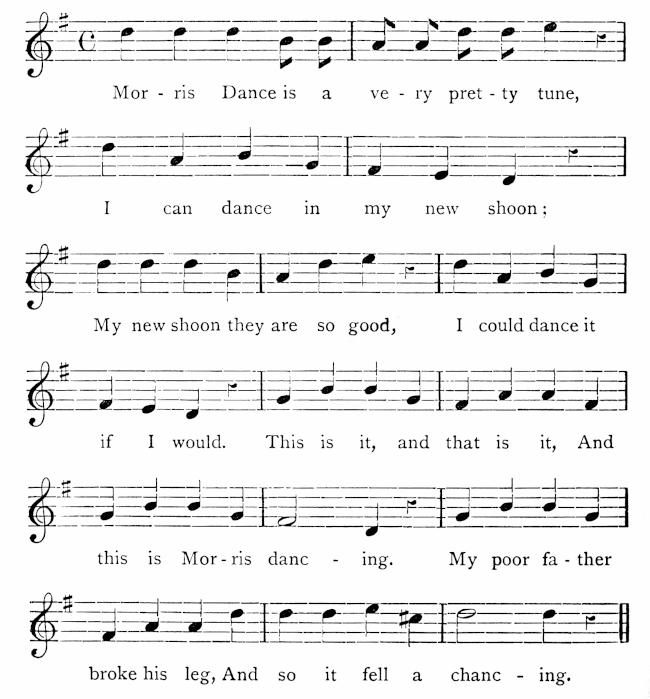 Mor - ris Dance is a ve - ry pret - ty tune,
I can dance in my new shoon;
My new shoon they are so good, I could dance it
if I would. This is it, and that is it, And
this is Mor - ris danc - ing. My poor fa - ther
broke his leg, And so it fell a chanc - ing.